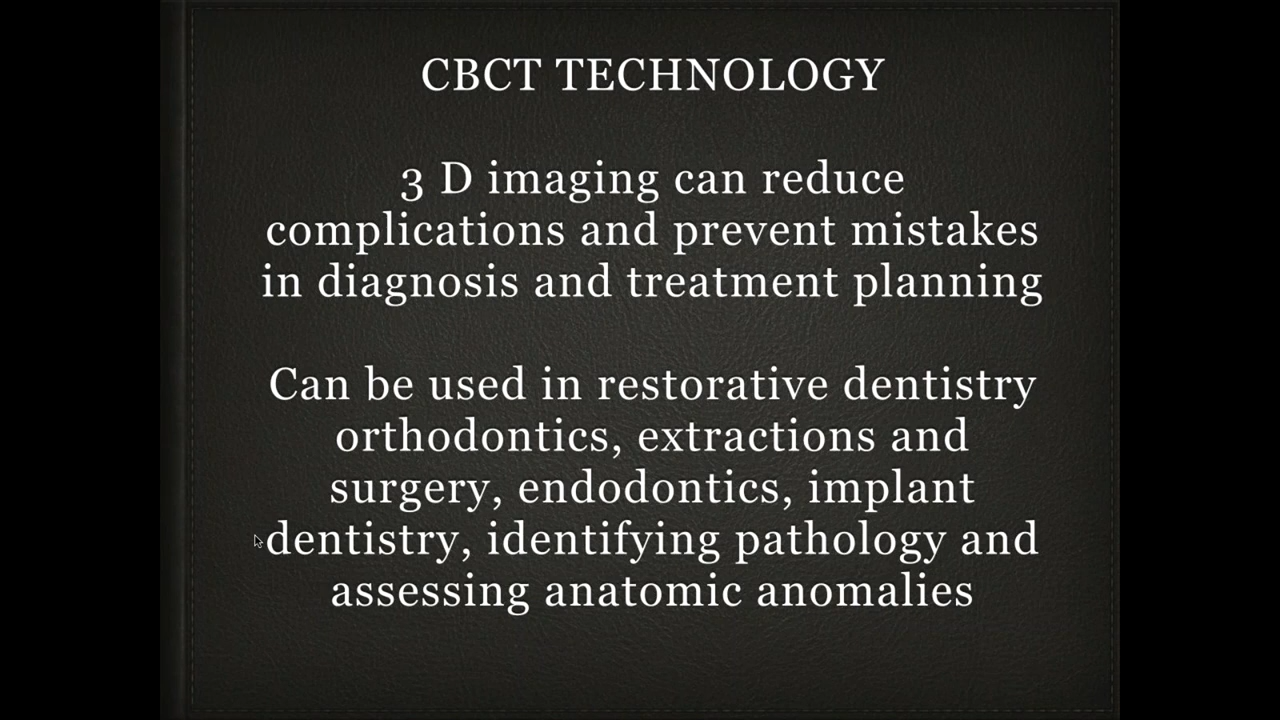 CBCT TECHNOLOGY
3 D imaging can reduce
complications and prevent mistakes
in diagnosis and treatment planning
Can be used in restorative dentistry
orthodontics, extractions and
surgery, endodontics, implant
dentistry, identifying pathology and
assessing anatomic anomalies